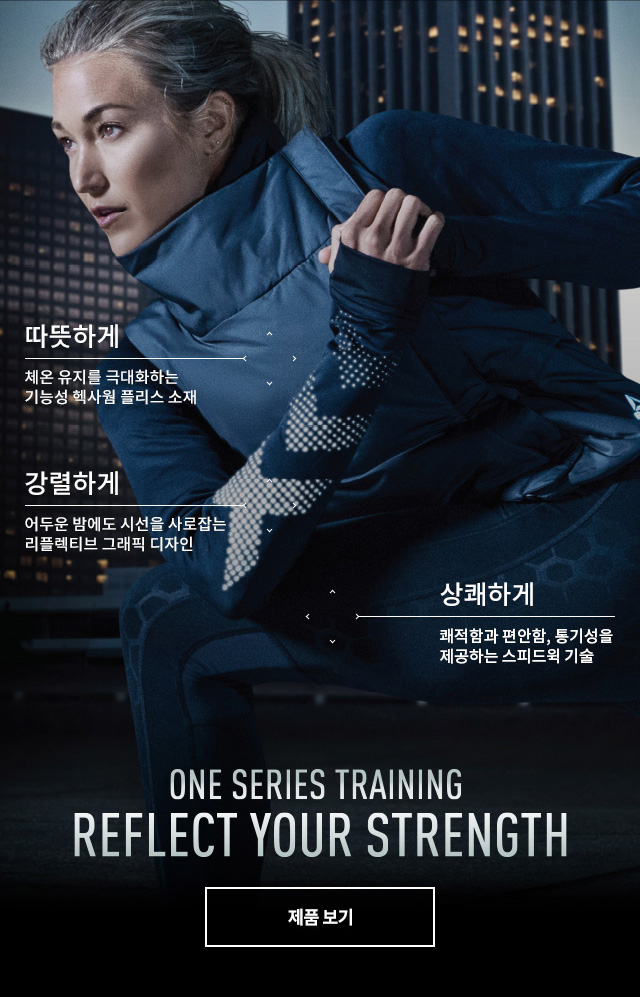 따뜻하게
체온 유지를 극대화하는
기능성 헥사웜 플리스 소재
강렬하게
어두운 밤에도 시선을 사로잡는
리플렉티브 그래픽 디자인
상쾌하게
쾌적함과 편안함, 통기성을
제공하는 스피드윅 기술
ONE SERIES TRAINING
REFLECT YOUR STRENGTH
제품 보기